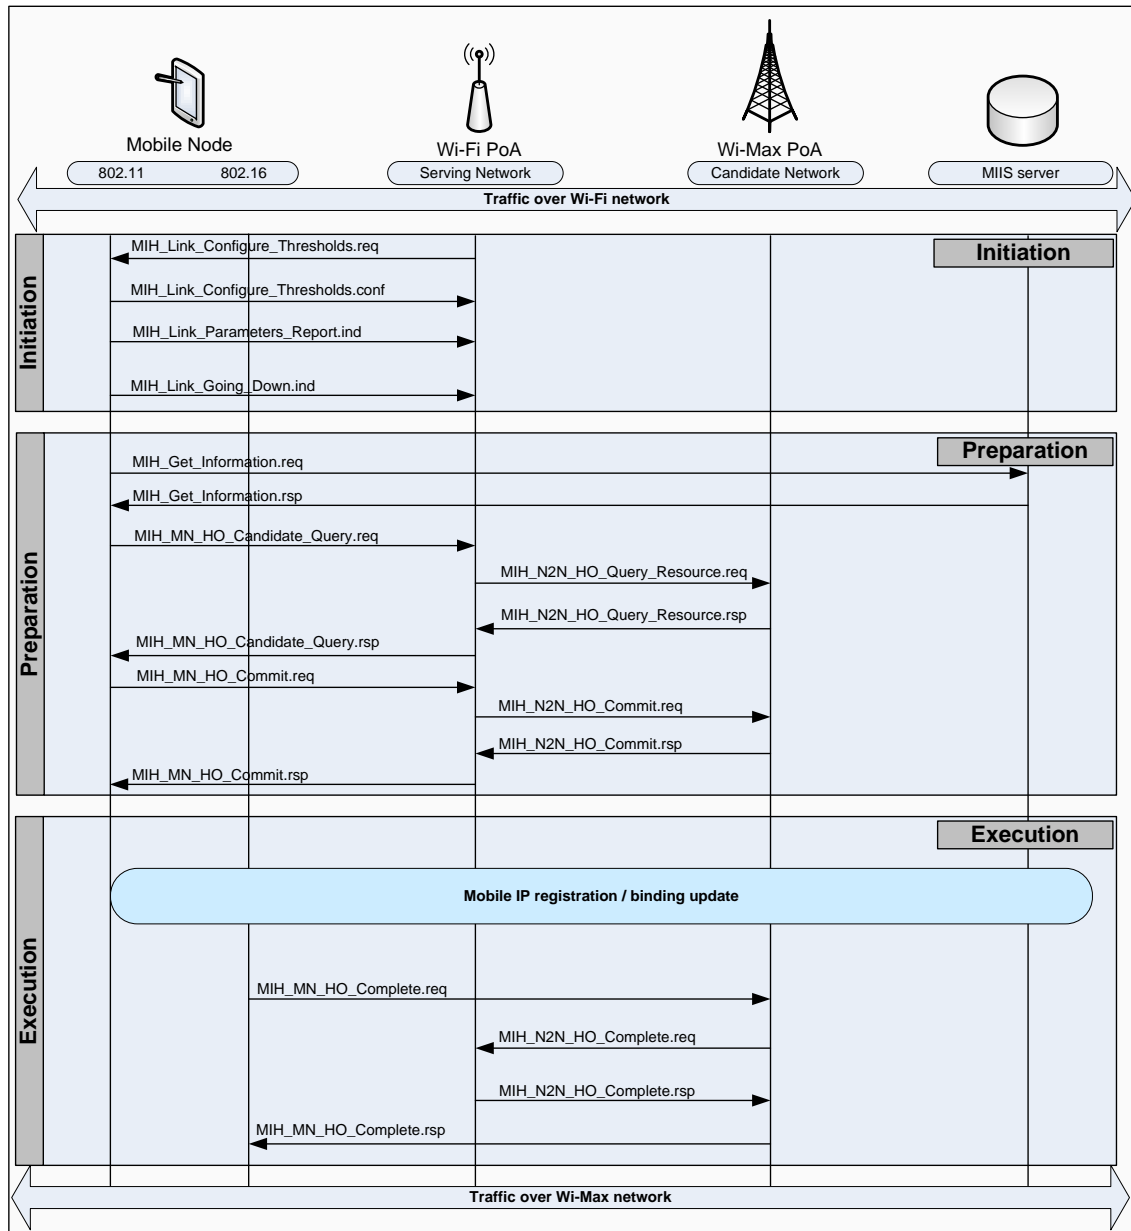 Mobile Node
Wi-Fi PoA
Wi-Max PoA
802.11
802.16
Serving Network
Candidate Network
MIIS server
Traffic over Wi-Fi network
Initiation
Initiation
MIH_Link_Configure_Thresholds.req
MIH_Link_Configure_Thresholds.conf
MIH_Link_Parameters_Report.ind
MIH_Link_Going_Down.ind
Preparation
Preparation
MIH_Get_Information.req
MIH_Get_Information.rsp
MIH_MN_HO_Candidate_Query.req
MIH_N2N_HO_Query_Resource.req
MIH_N2N_HO_Query_Resource.rsp
MIH_MN_HO_Candidate_Query.rsp
MIH_MN_HO_Commit.req
MIH_N2N_HO_Commit.req
MIH_N2N_HO_Commit.rsp
MIH_MN_HO_Commit.rsp
Execution
Execution
Mobile IP registration / binding update
MIH_MN_HO_Complete.req
MIH_N2N_HO_Complete.req
MIH_N2N_HO_Complete.rsp
MIH_MN_HO_Complete.rsp
Traffic over Wi-Max network